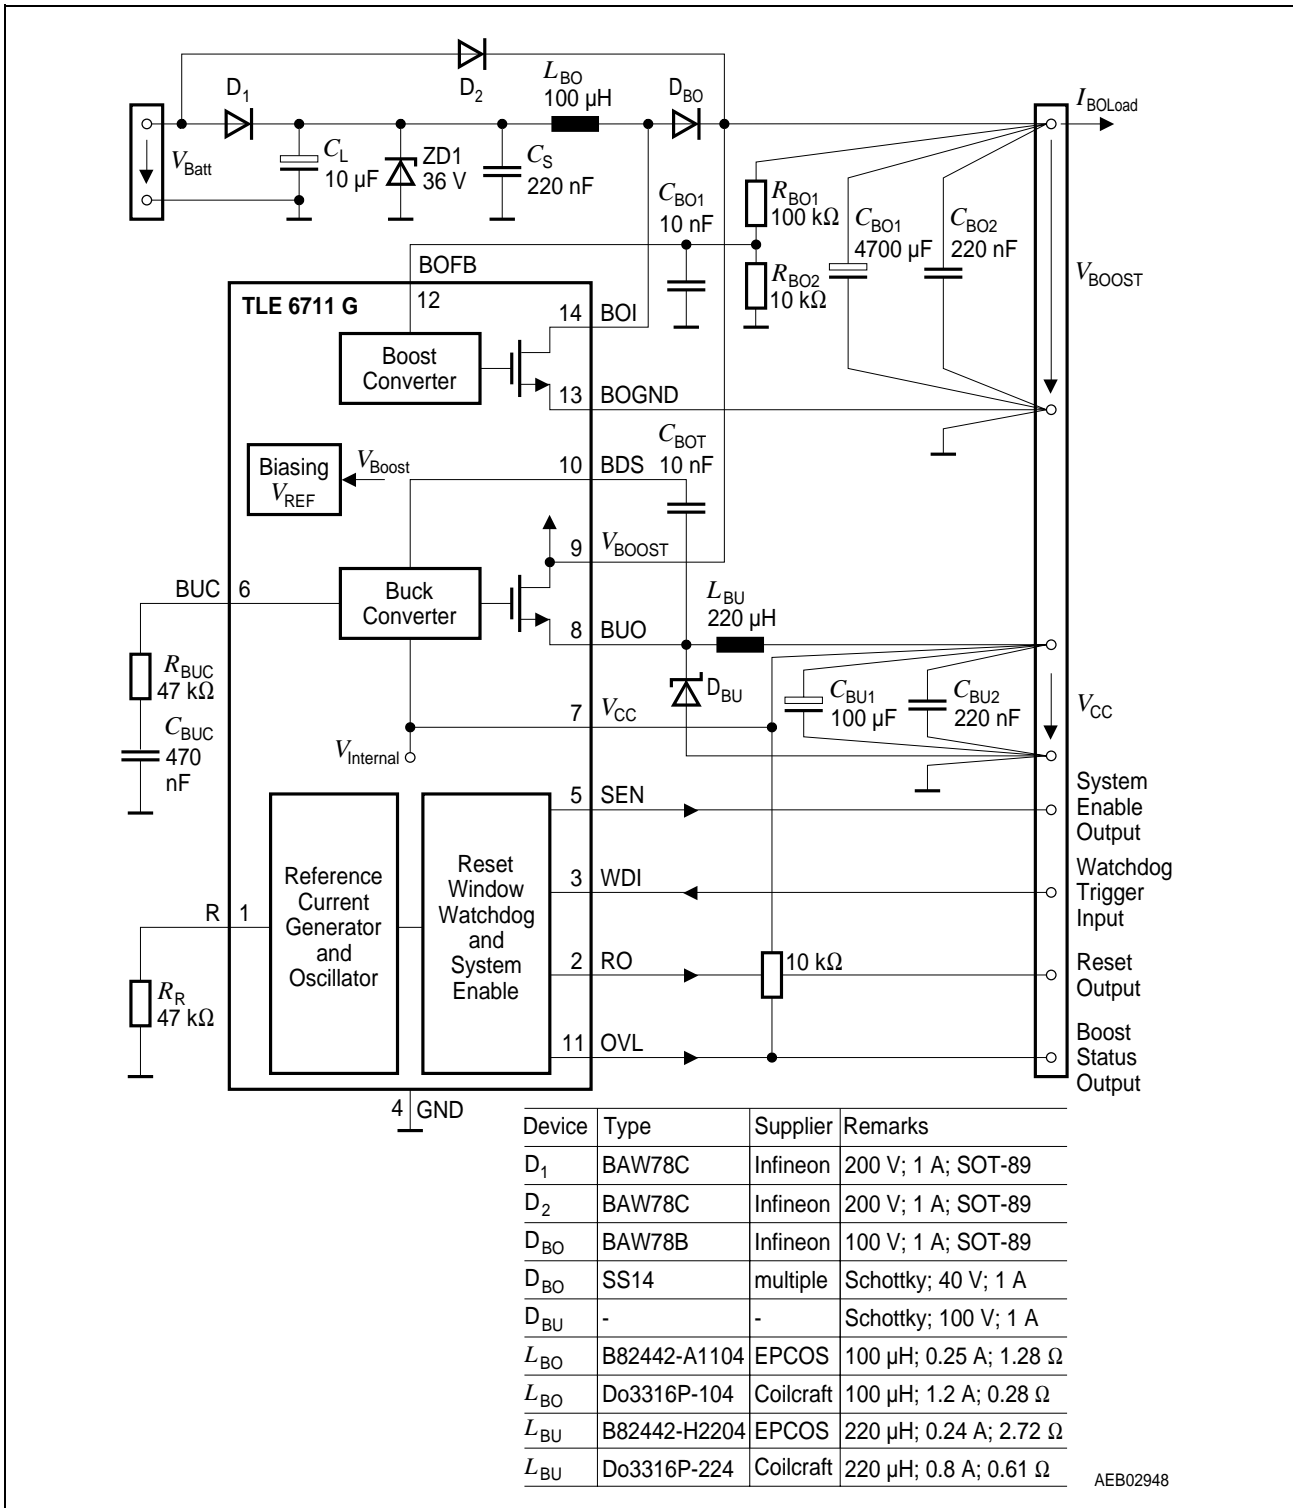 D2
LBO
100 µH
D1
DBO
IBOLoad
VBatt
CL
10 µF
ZD1
36 V
CS
220 nF
CBO1
10 nF
RBO1
100 kΩ
CBO1
4700 µF
CBO2
220 nF
RBO2
10 kΩ
VBOOST
BOFB
TLE 6711 G
12
14 BOI
Boost
Converter
13 BOGND
CBOT
10 nF
Biasing
VREF
VBoost
10 BDS
9 VBOOST
BUC 6
Buck
Converter
LBU
220 µH
8 BUO
RBUC
47 kΩ
DBU
CBU1
100 µF
CBU2
220 nF
VCC
7 VCC
CBUC
470
nF
VInternal
5 SEN
System
Enable
Output
Reference
Current
Generator
and
Oscillator
Reset
Window
Watchdog
and
System
Enable
3 WDI
Watchdog
Trigger
Input
R 1
2 RO
10 kΩ
Reset
Output
RR
47 kΩ
11 OVL
Boost
Status
Output
4 GND
Device Type Supplier Remarks
D1 BAW78C Infineon 200 V; 1 A; SOT-89
D2 BAW78C Infineon 200 V; 1 A; SOT-89
DBO BAW78B Infineon 100 V; 1 A; SOT-89
DBO SS14 multiple Schottky; 40 V; 1 A
DBU - - Schottky; 100 V; 1 A
LBO B82442-A1104 EPCOS 100 µH; 0.25 A; 1.28 Ω
LBO Do3316P-104 Coilcraft 100 µH; 1.2 A; 0.28 Ω
LBU B82442-H2204 EPCOS 220 µH; 0.24 A; 2.72 Ω
LBU Do3316P-224 Coilcraft 220 µH; 0.8 A; 0.61 Ω
AEB02948